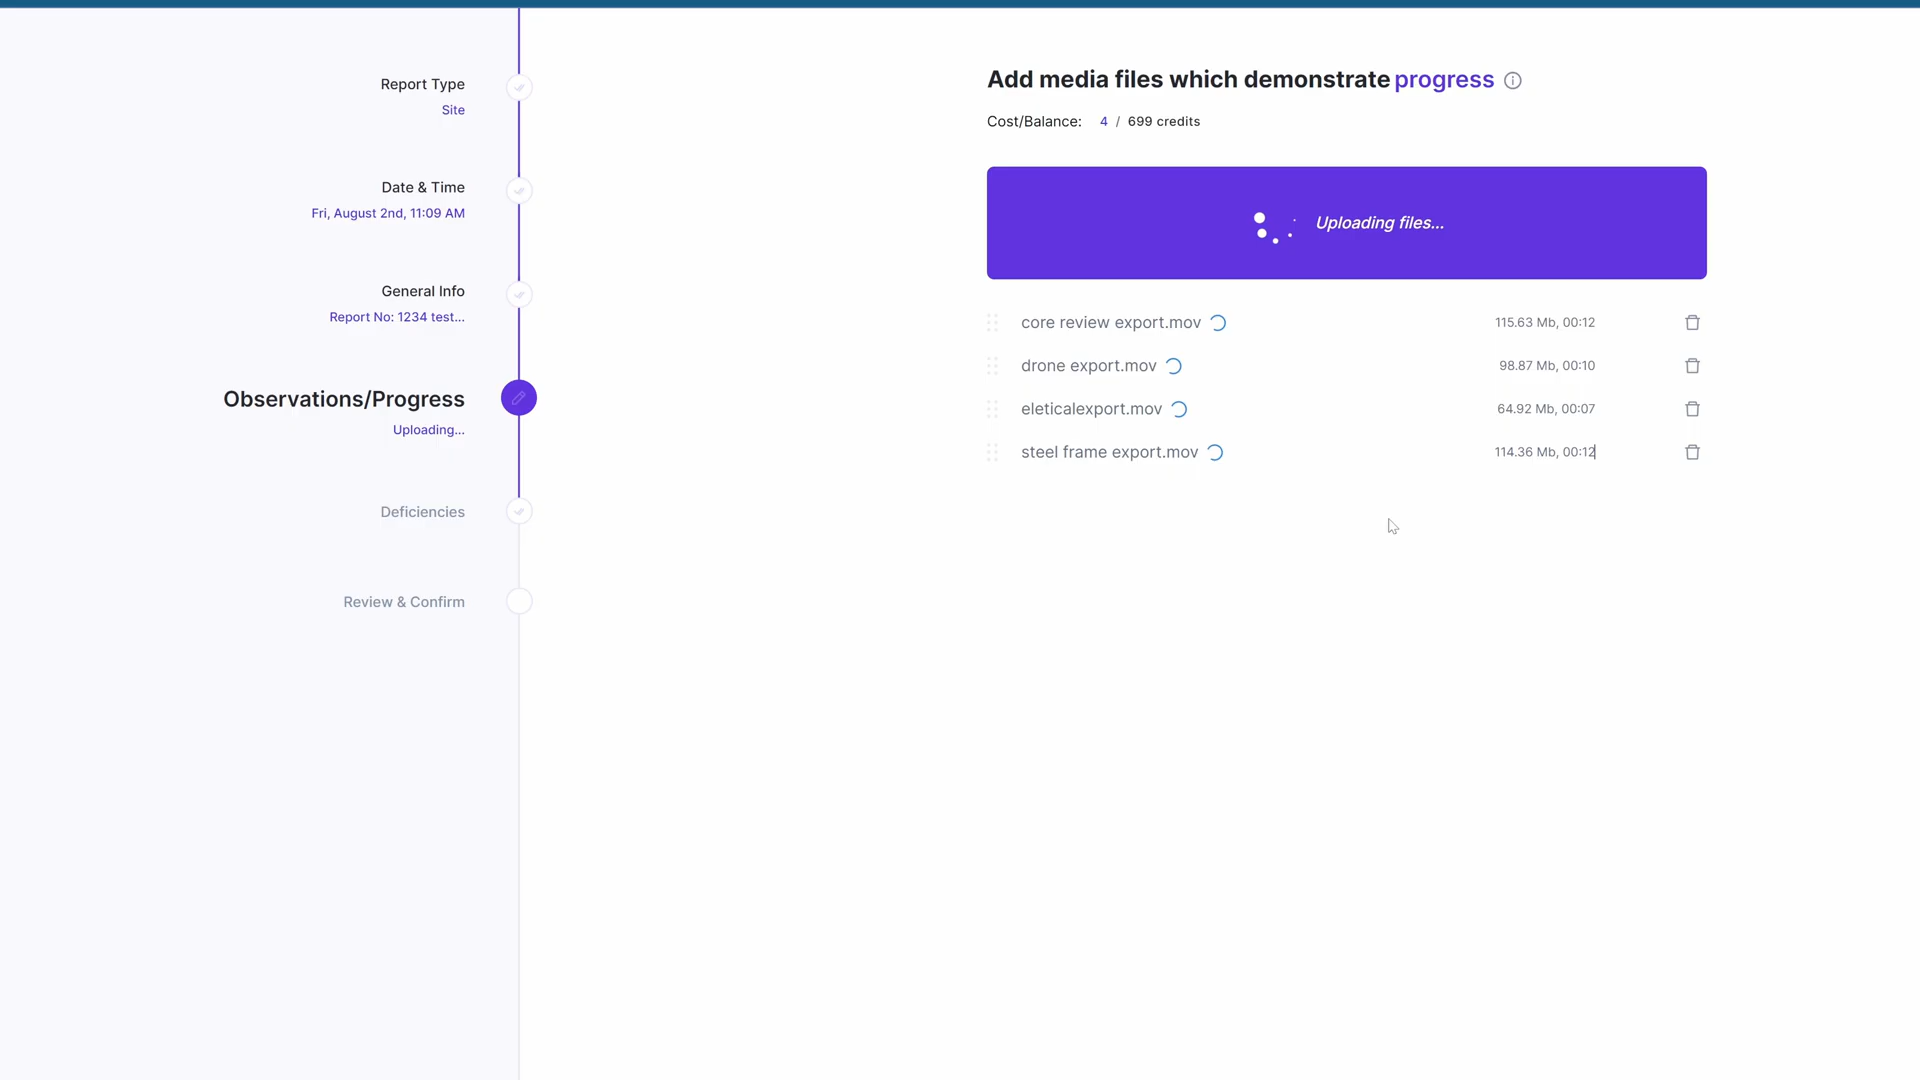 Report Type
Site
Date & Time
Fri, August 2nd, 11:09 AM
General Info
Report No: 1234 test...
Observations/Progress
Uploading...
Deficiencies
Review & Confirm
Add media files which demonstrate progress
Cost/Balance: 4 / 699 credits
Uploading files...
core review export.mov 115.63 Mb, 00:12
drone export.mov 98.87 Mb, 00:10
eleticalexport.mov 64.92 Mb, 00:07
steel frame export.mov 114.36 Mb, 00:12